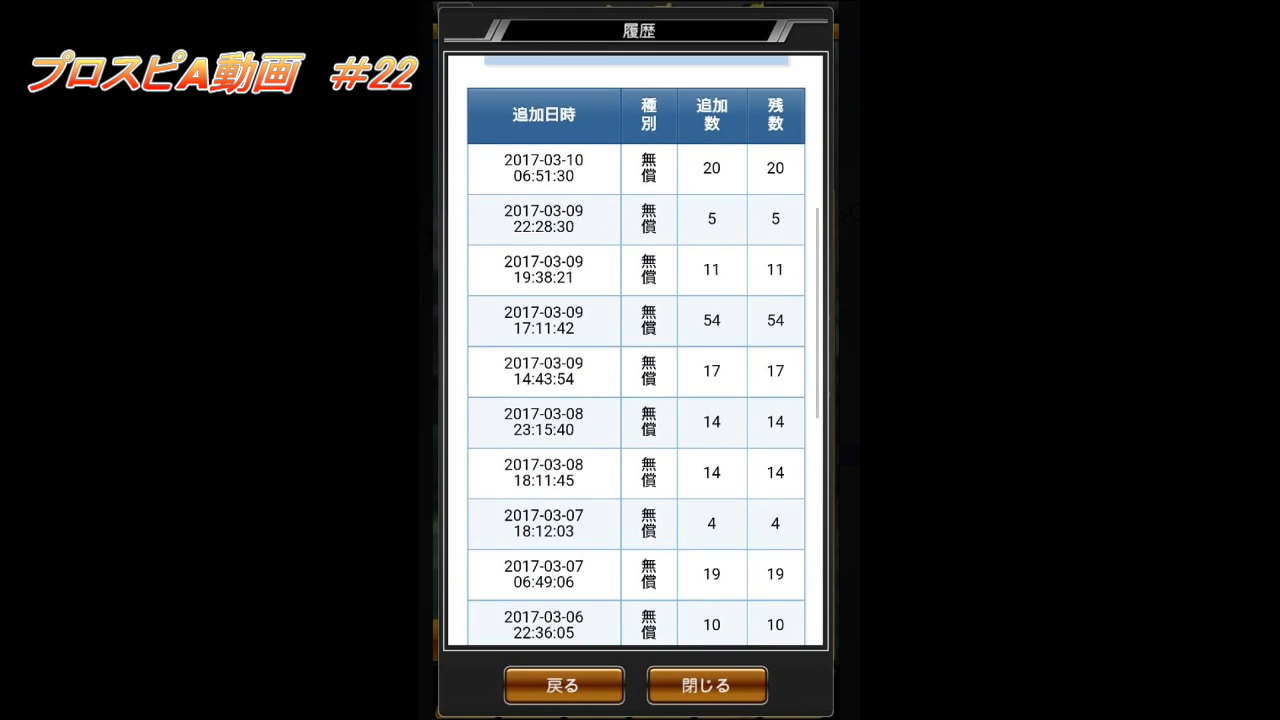 プロスピA動画 #22
履歴
追加日時 種別 追加数 残数
2017-03-10 06:51:30 無償 20 20
2017-03-09 22:28:30 無償 5 5
2017-03-09 19:38:21 無償 11 11
2017-03-09 17:11:42 無償 54 54
2017-03-09 14:43:54 無償 17 17
2017-03-08 23:15:40 無償 14 14
2017-03-08 18:11:45 無償 14 14
2017-03-07 18:12:03 無償 4 4
2017-03-07 06:49:06 無償 19 19
2017-03-06 22:36:05 無償 10 10
戻る 閉じる